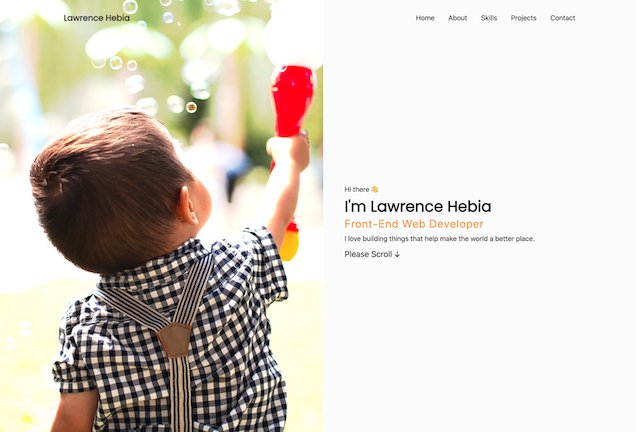 Lawrence Hebia
Home About Skills Projects Contact
Hi there 👋
I'm Lawrence Hebia
Front-End Web Developer
I love building things that help make the world a better place.
Please Scroll ↓